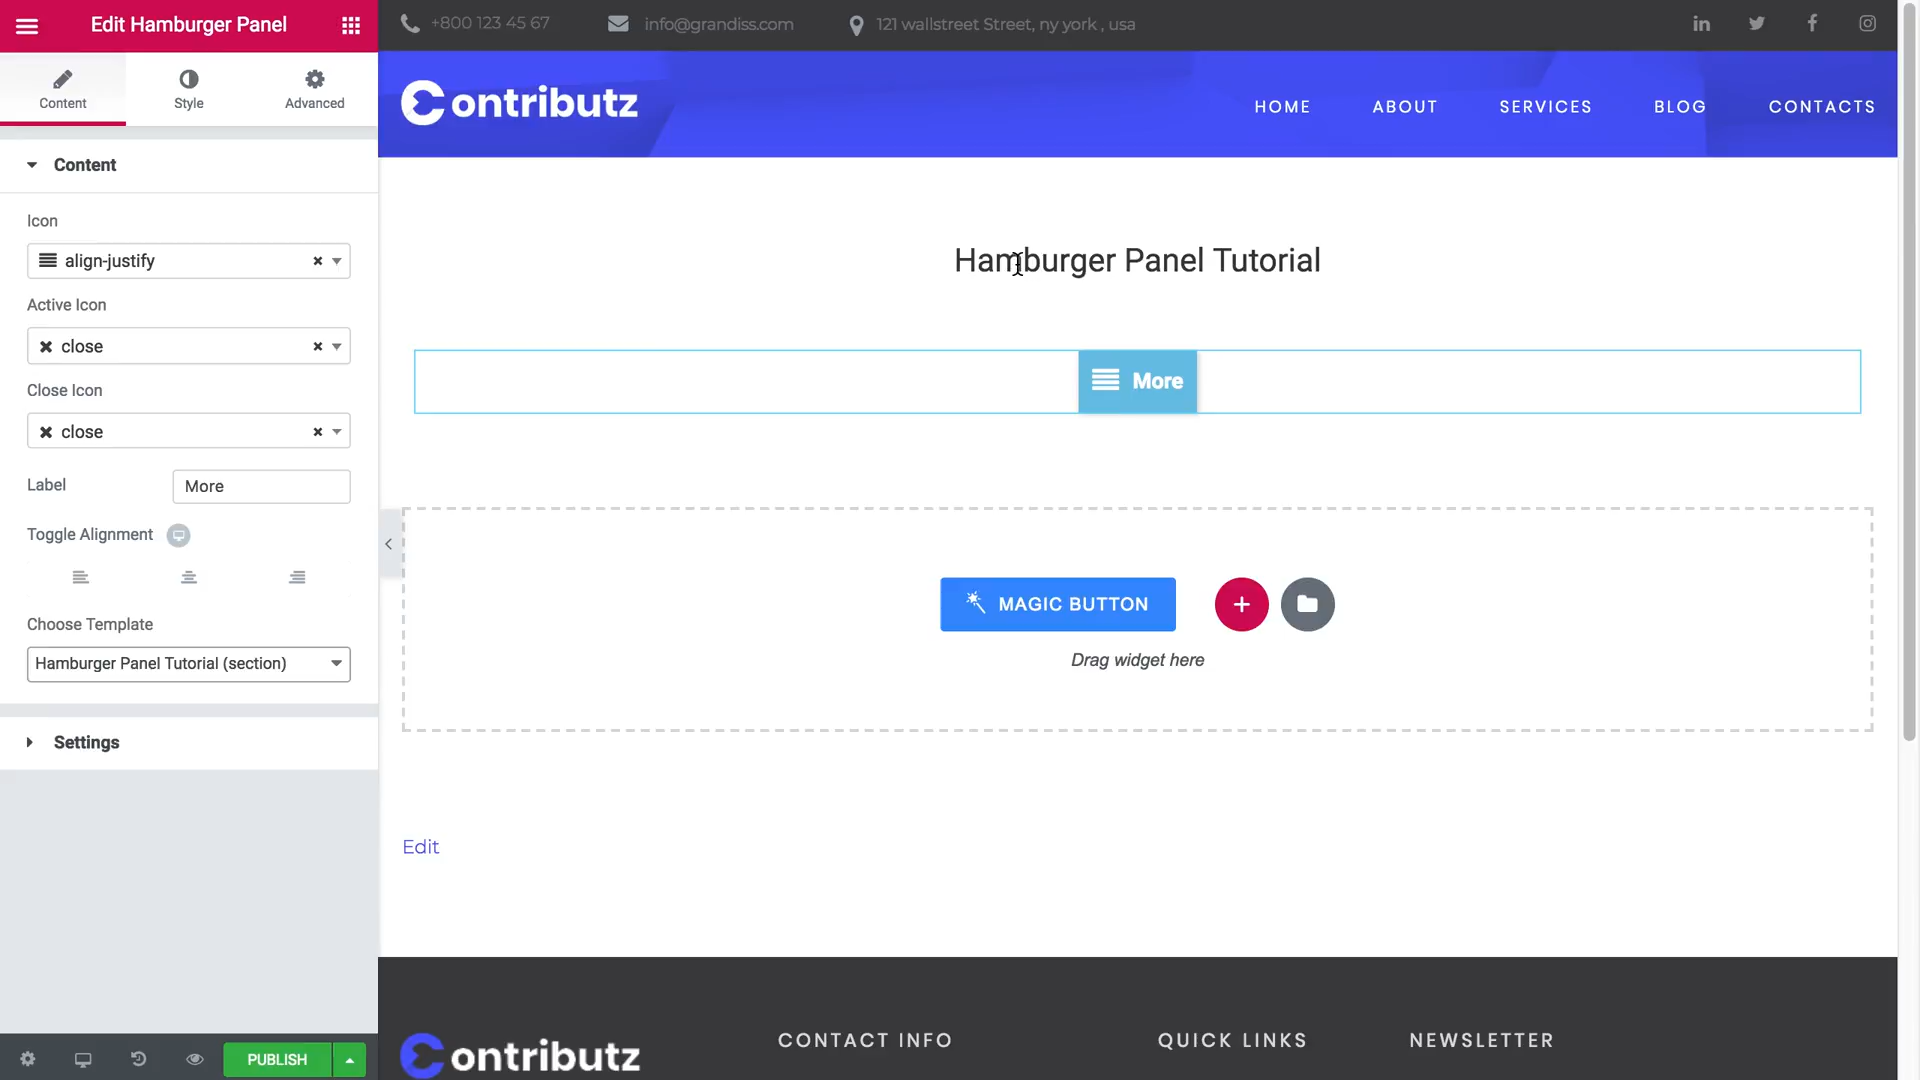 Edit Hamburger Panel
Content
Style
Advanced
Content
Icon
align-justify
Active Icon
close
Close Icon
close
Label
More
Toggle Alignment
Choose Template
Hamburger Panel Tutorial (section)
Settings
PUBLISH
+800 123 45 67
info@grandiss.com
121 wallstreet Street, ny york , usa
ontributz
HOME
ABOUT
SERVICES
BLOG
CONTACTS
Hamburger Panel Tutorial
More
MAGIC BUTTON
Drag widget here
Edit
ontributz
CONTACT INFO
QUICK LINKS
NEWSLETTER